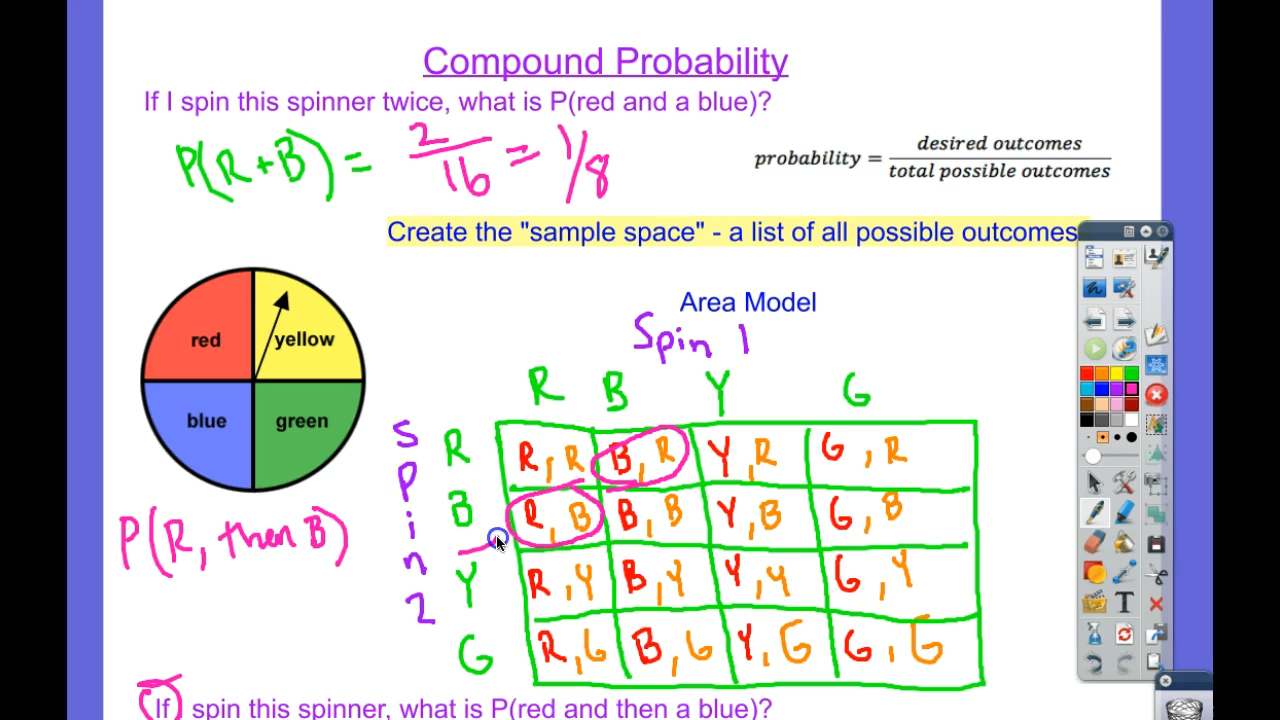 Compound Probability
If I spin this spinner twice, what is P(red and a blue)?
P(R+B) = 2/16 = 1/8
probability = desired outcomes / total possible outcomes
Create the "sample space" - a list of all possible outcomes
Area Model
Spin 1
red yellow
blue green
P(R, then B)
Spin 2
R B Y G
R R,R B,R Y,R G,R
B R,B B,B Y,B G,B
Y R,Y B,Y Y,Y G,Y
G R,G B,G Y,G G,G
If spin this spinner, what is P(red and then a blue)?